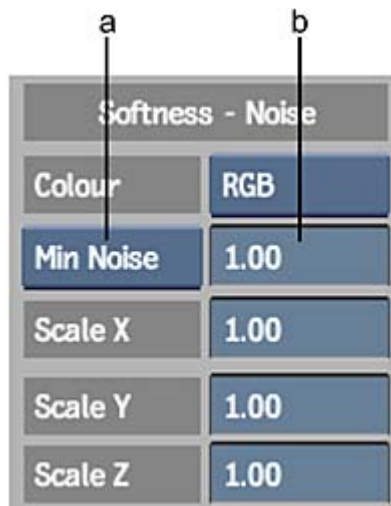 a b
Softness - Noise
Colour RGB
Min Noise 1.00
Scale X 1.00
Scale Y 1.00
Scale Z 1.00